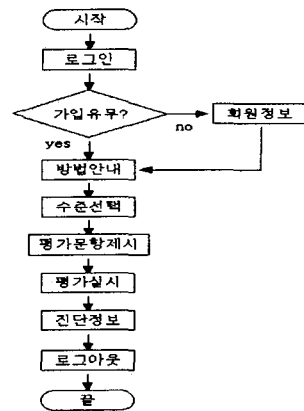 시작
로그인
가입유무?
no
회원정보
yes
방법안내
수준선택
평가문항제시
평가실시
진단정보
로그아웃
끝